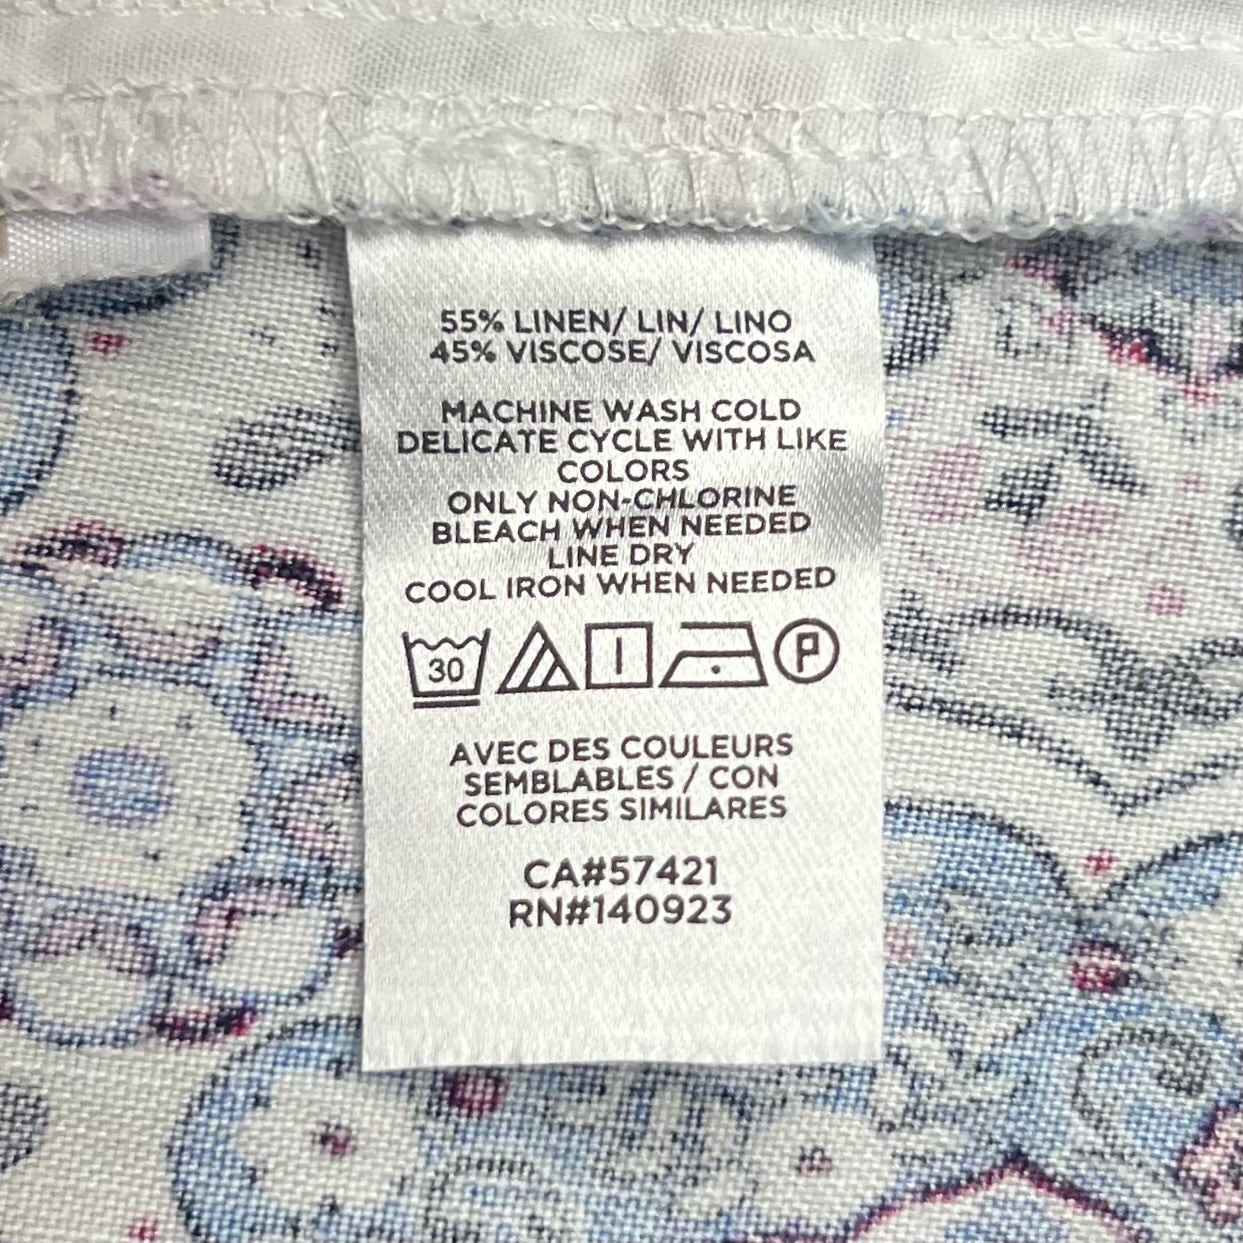 55% LINEN/ LIN/ LINO
45% VISCOSE/ VISCOSA
MACHINE WASH COLD
DELICATE CYCLE WITH LIKE
COLORS
ONLY NON-CHLORINE
BLEACH WHEN NEEDED
LINE DRY
COOL IRON WHEN NEEDED
30 P
AVEC DES COULEURS
SEMBLABLES / CON
COLORES SIMILARES
CA#57421
RN#140923